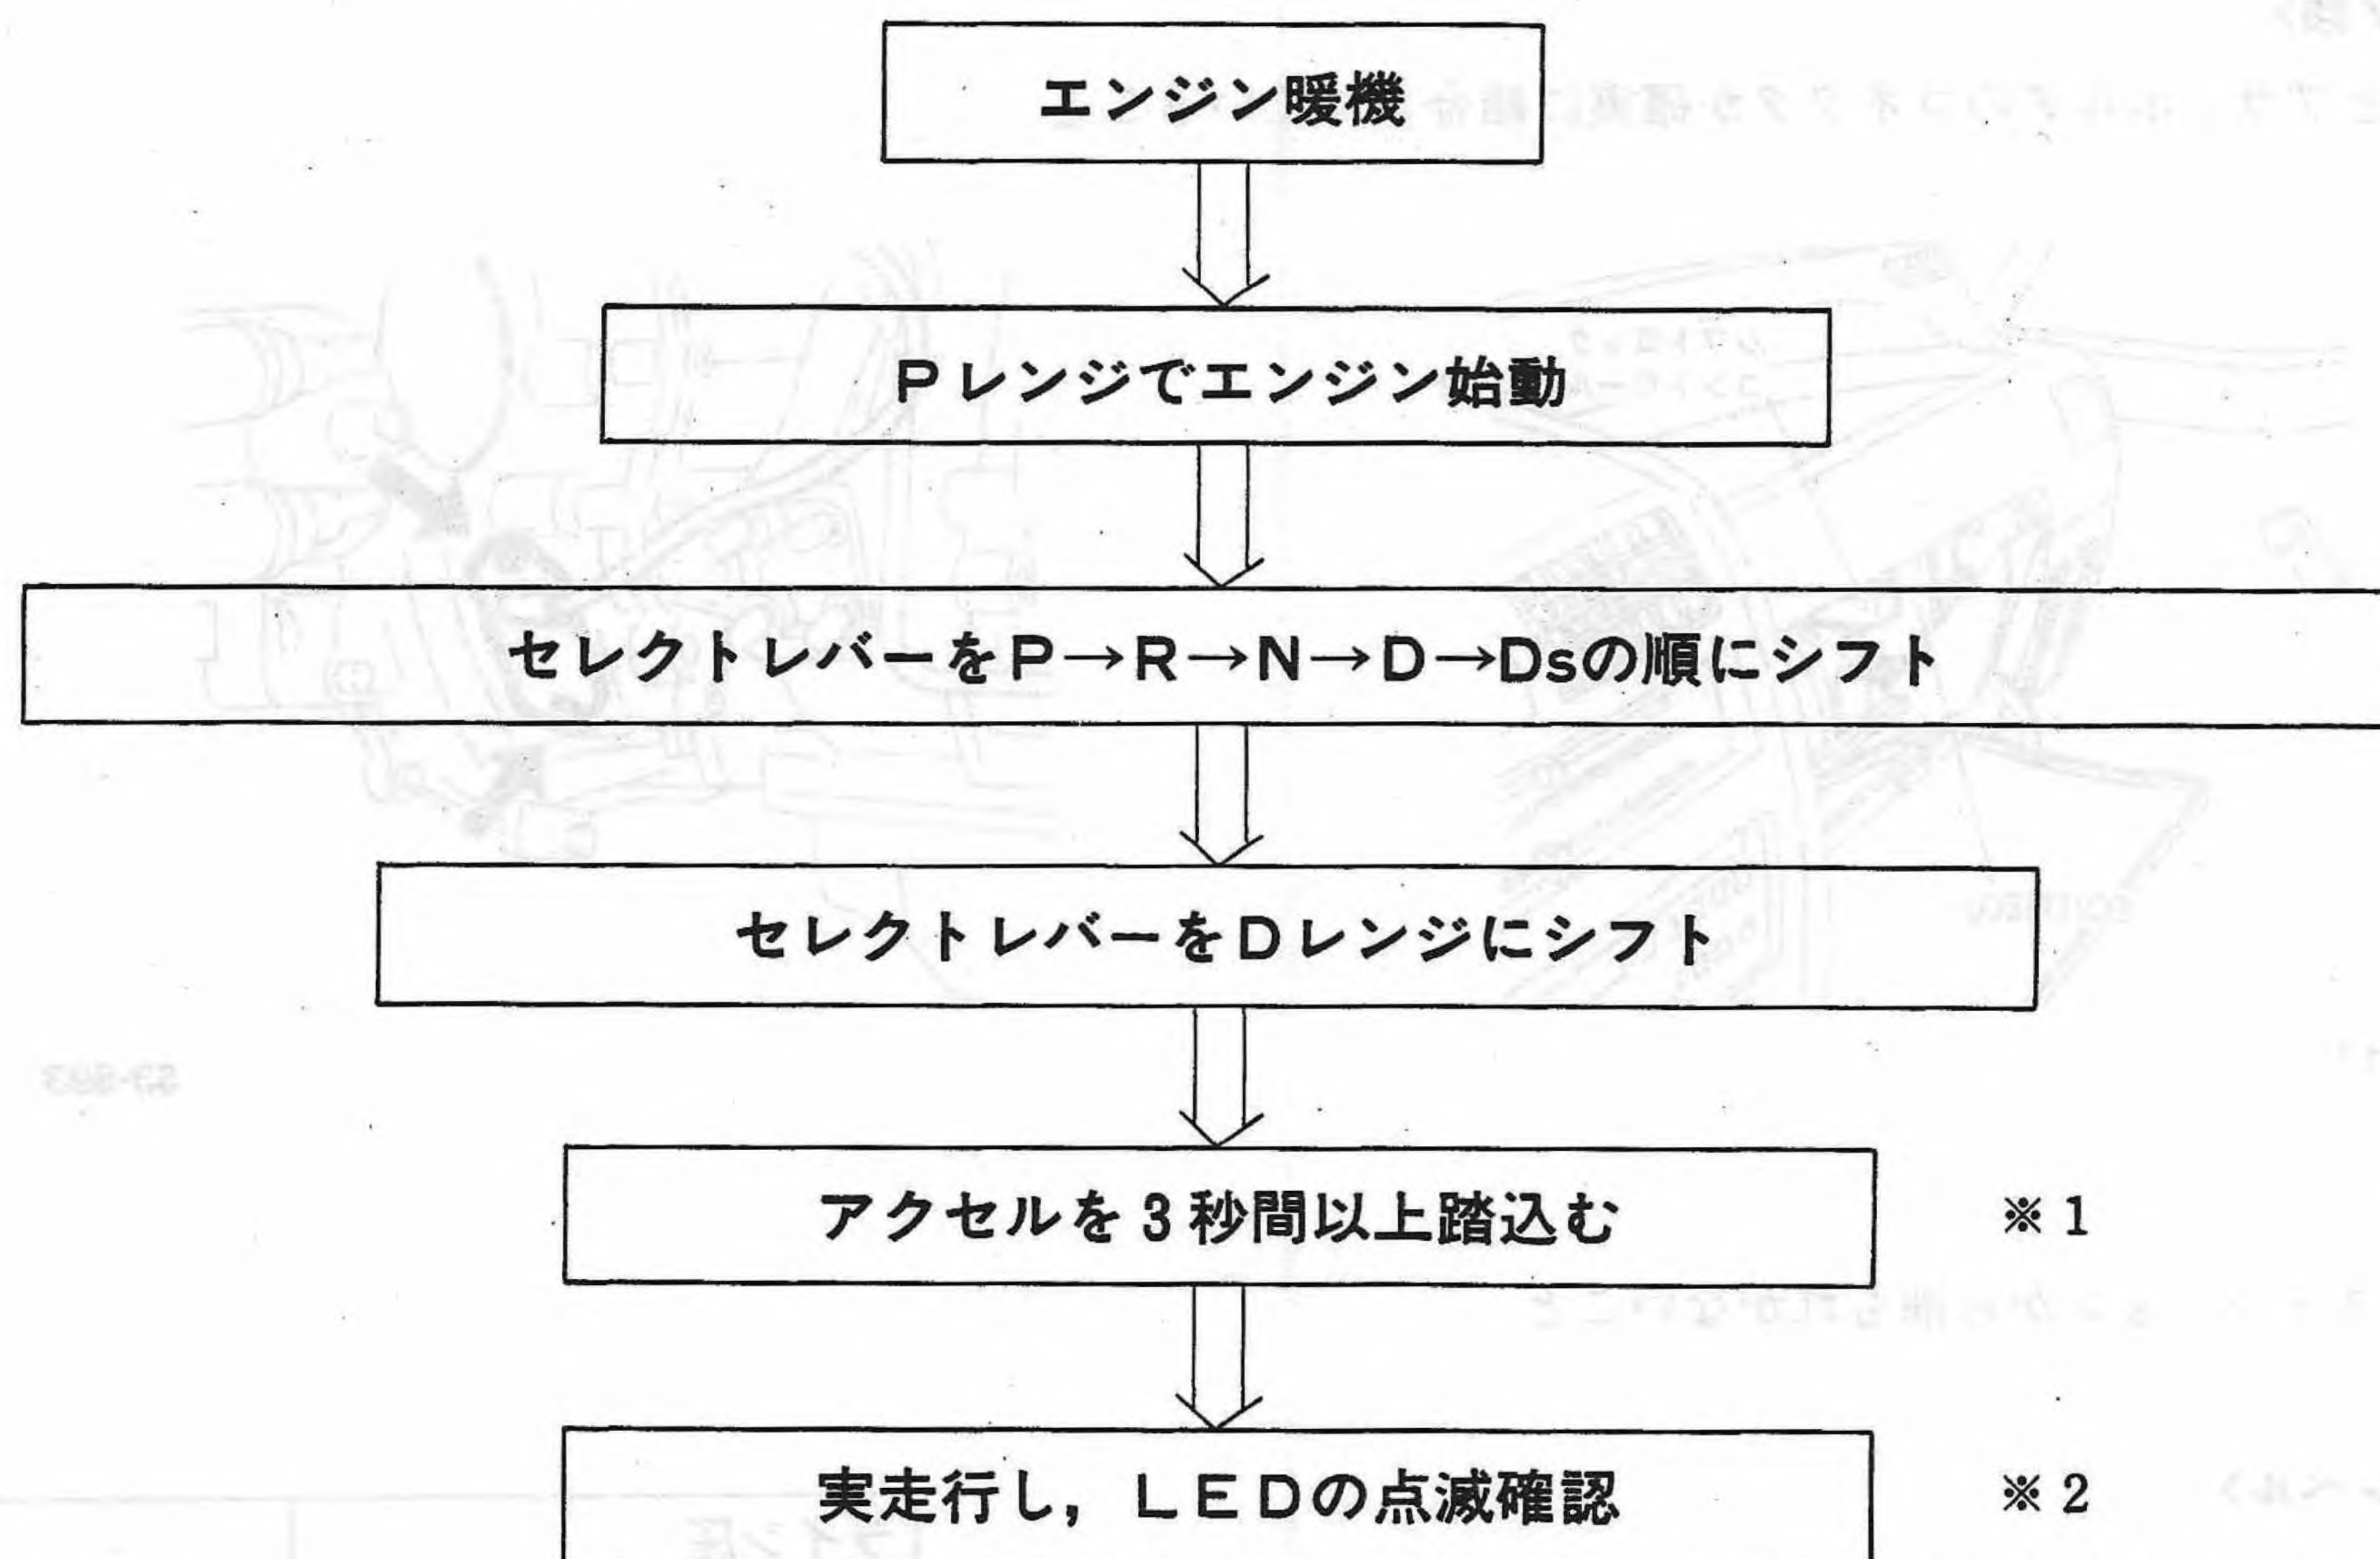 エンジン暖機
Pレンジでエンジン始動
セレクトレバーをP→R→N→D→Dsの順にシフト
セレクトレバーをDレンジにシフト
アクセルを3秒間以上踏込む ※1
実走行し，LEDの点滅確認 ※2